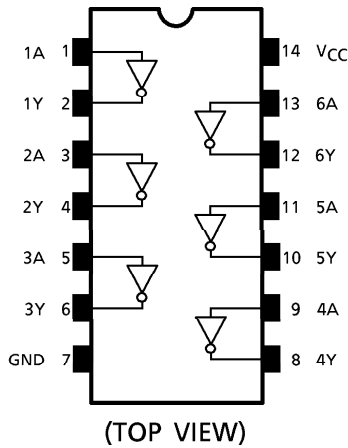 1A 1 14 VCC
1Y 2 13 6A
2A 3 12 6Y
2Y 4 11 5A
3A 5 10 5Y
3Y 6 9 4A
GND 7 8 4Y
(TOP VIEW)